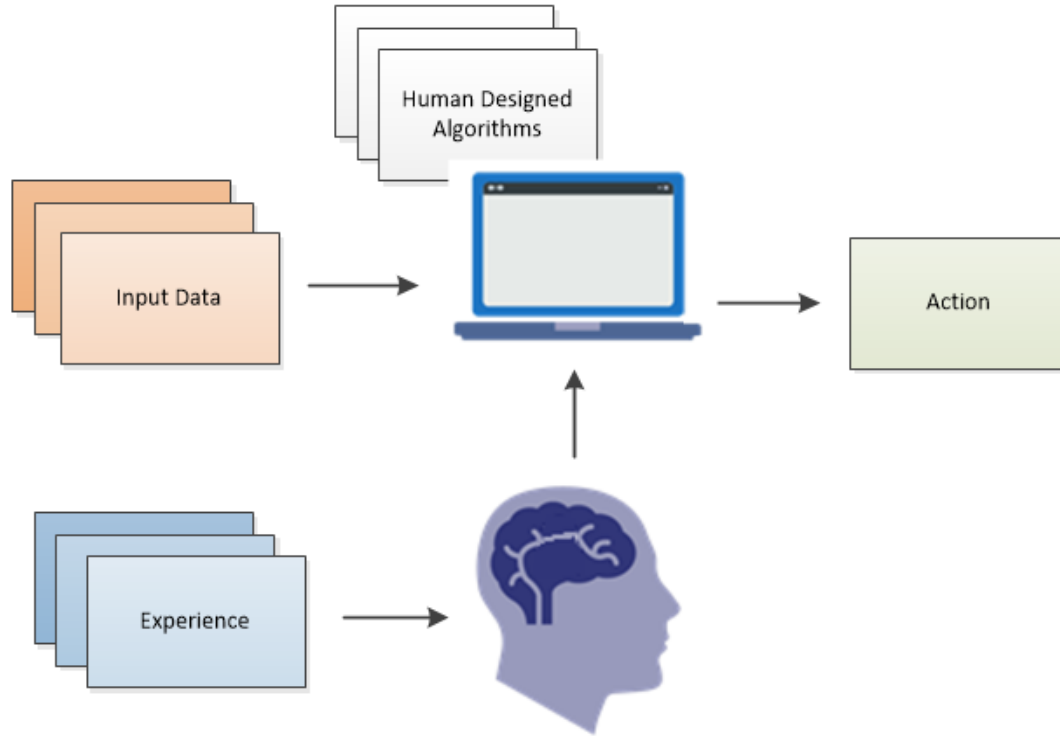 Human Designed
Algorithms
Input Data
Action
Experience